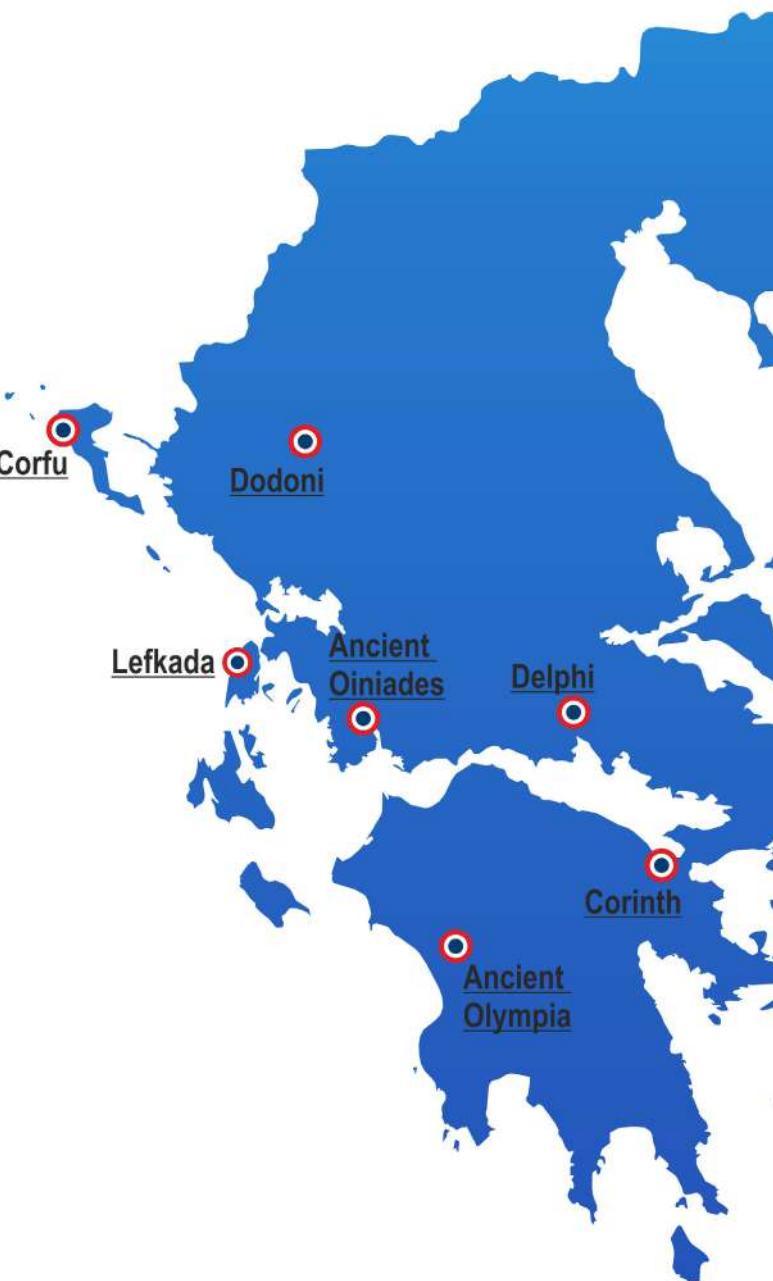 Corfu
Dodoni
Lefkada
Ancient
Oiniades
Delphi
Corinth
Ancient
Olympia